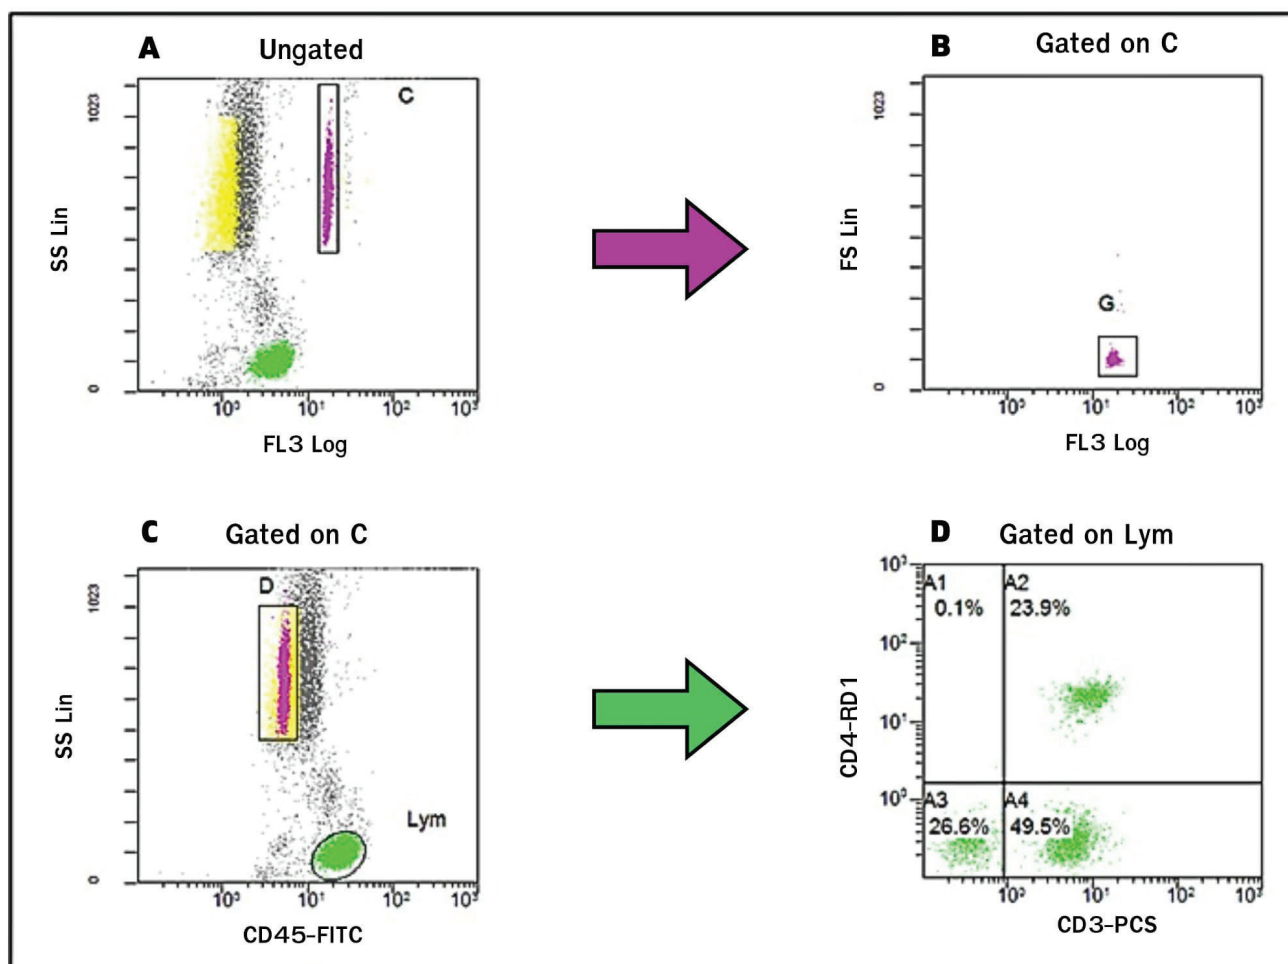 A
Ungated
C
1023
SS Lin
0
10⁰ 10¹ 10² 10³
FL3 Log
B
Gated on C
1023
FS Lin
G
0
10⁰ 10¹ 10² 10³
FL3 Log
C
Gated on C
D
1023
SS Lin
Lym
0
10⁰ 10¹ 10² 10³
CD45-FITC
D
Gated on Lym
10³
A1 A2
0.1% 23.9%
10²
CD4-RD1
10¹
10⁰
A3 A4
26.6% 49.5%
10⁰ 10¹ 10² 10³
CD3-PCS